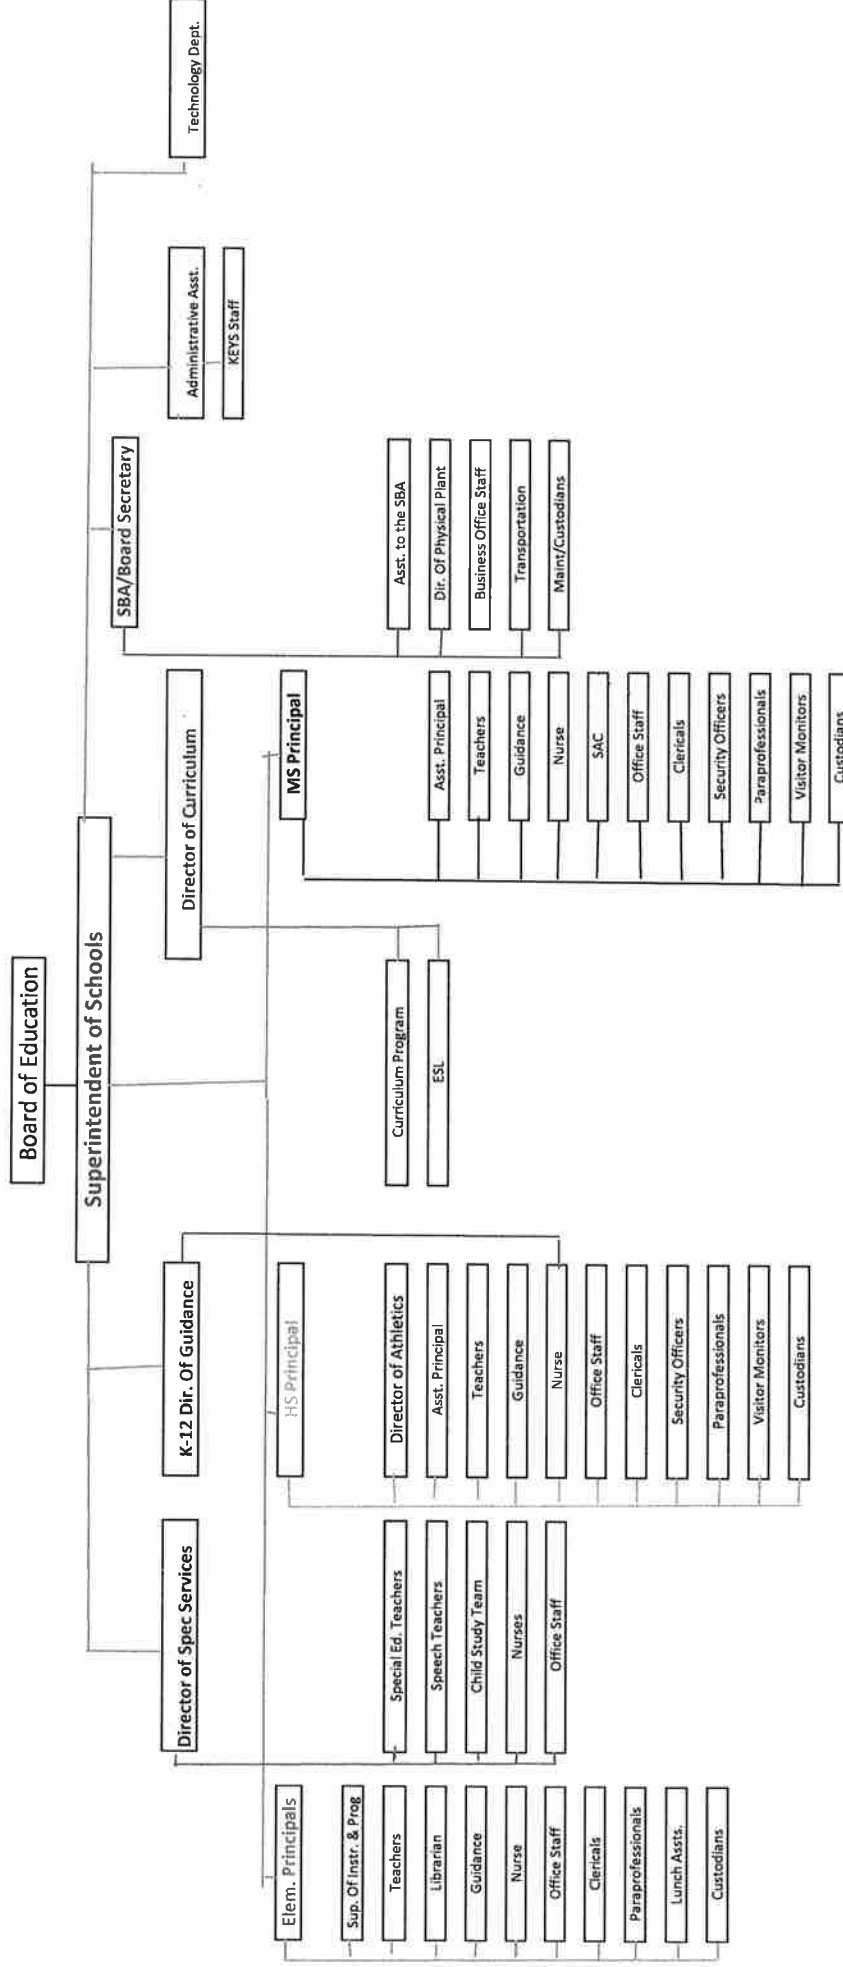 Board of Education
Superintendent of Schools
Director of Spec Services
K-12 Dir. Of Guidance
Director of Curriculum
SBA/Board Secretary
Administrative Asst.
Technology Dept.
KEYS Staff
Elem. Principals
Sup. Of Instr. & Prog
Teachers
Librarian
Guidance
Nurse
Office Staff
Clericals
Paraprofessionals
Lunch Assts.
Custodians
Special Ed. Teachers
Speech Teachers
Child Study Team
Nurses
Office Staff
HS Principal
Director of Athletics
Asst. Principal
Teachers
Guidance
Nurse
Office Staff
Clericals
Security Officers
Paraprofessionals
Visitor Monitors
Custodians
Curriculum Program
ESL
MS Principal
Asst. Principal
Teachers
Guidance
Nurse
SAC
Office Staff
Clericals
Security Officers
Paraprofessionals
Visitor Monitors
Custodians
Asst. to the SBA
Dir. Of Physical Plant
Business Office Staff
Transportation
Maint/Custodians